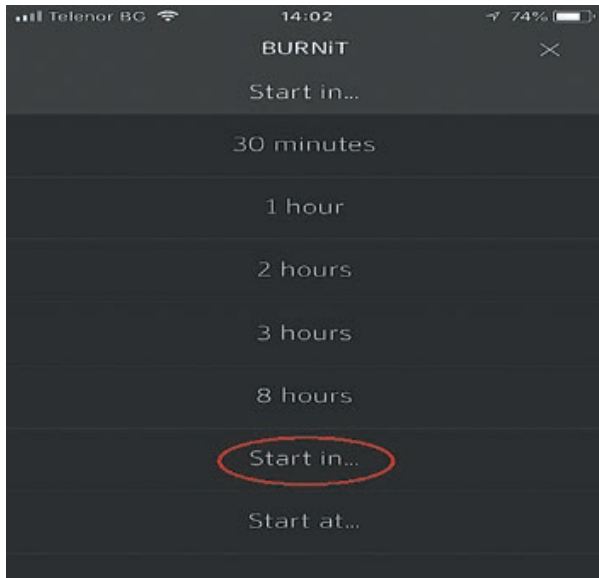 Telenor BG 14:02 74%
BURNiT
Start in...
30 minutes
1 hour
2 hours
3 hours
8 hours
Start in...
Start at...